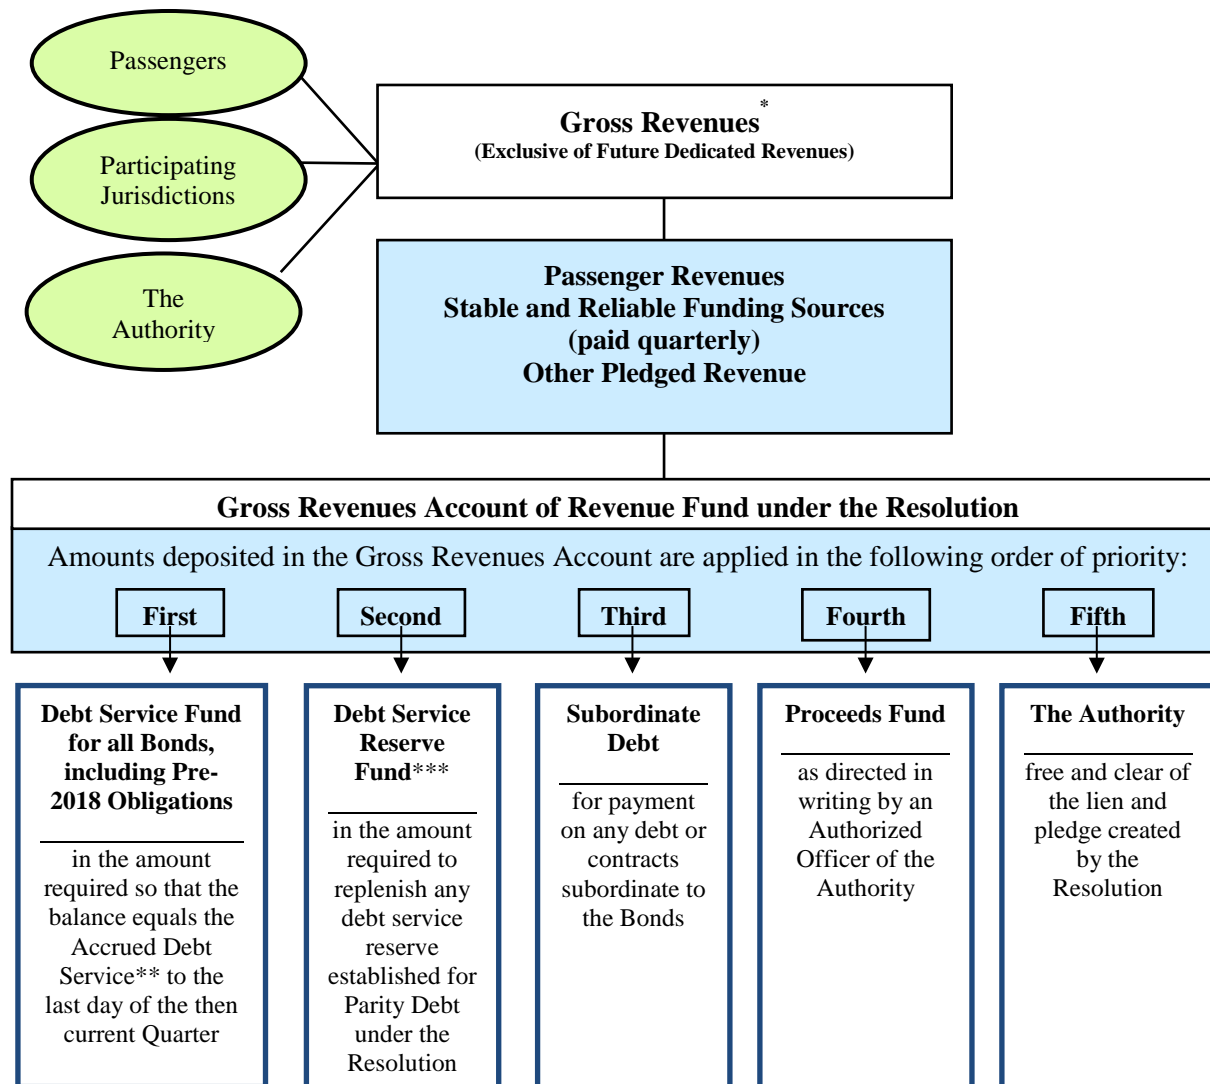 Passengers
Participating
Jurisdictions
The
Authority
Gross Revenues*
(Exclusive of Future Dedicated Revenues)
Passenger Revenues
Stable and Reliable Funding Sources
(paid quarterly)
Other Pledged Revenue
Gross Revenues Account of Revenue Fund under the Resolution
Amounts deposited in the Gross Revenues Account are applied in the following order of priority:
First
Second
Third
Fourth
Fifth
Debt Service Fund
for all Bonds,
including Pre-
2018 Obligations
in the amount
required so that the
balance equals the
Accrued Debt
Service** to the
last day of the then
current Quarter
Debt Service
Reserve
Fund***
in the amount
required to
replenish any
debt service
reserve
established for
Parity Debt
under the
Resolution
Subordinate
Debt
for payment
on any debt or
contracts
subordinate to
the Bonds
Proceeds Fund
as directed in
writing by an
Authorized
Officer of the
Authority
The Authority
free and clear of
the lien and
pledge created
by the
Resolution